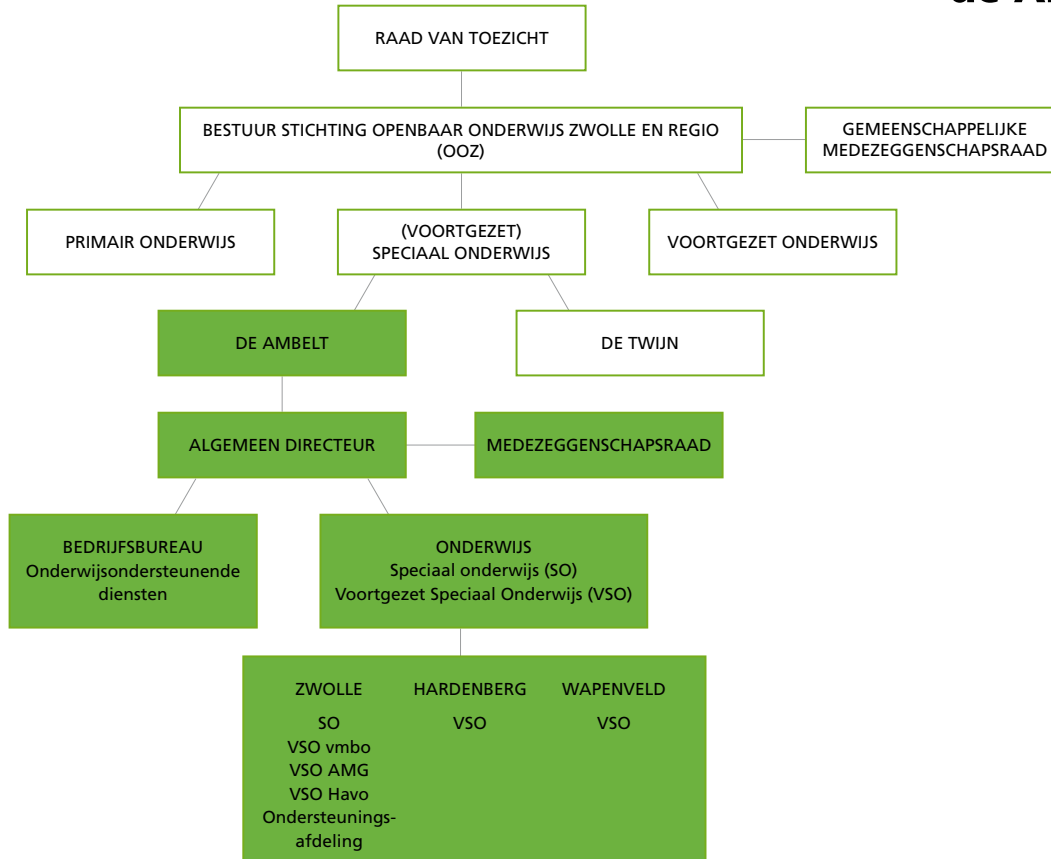 RAAD VAN TOEZICHT
BESTUUR STICHTING OPENBAAR ONDERWIJS ZWOLLE EN REGIO
(OOZ)
GEMEENSCHAPPELIJKE
MEDEZEGGENSCHAPSRAAD
PRIMAIR ONDERWIJS
(VOORTGEZET)
SPECIAAL ONDERWIJS
VOORTGEZET ONDERWIJS
DE AMBELT
DE TWIJN
ALGEMEEN DIRECTEUR
MEDEZEGGENSCHAPSRAAD
BEDRIJFSBUREAU
Onderwijsondersteunende
diensten
ONDERWIJS
Speciaal onderwijs (SO)
Voortgezet Speciaal Onderwijs (VSO)
ZWOLLE
SO
VSO vmbo
VSO AMG
VSO Havo
Ondersteunings-
afdeling
HARDENBERG
VSO
WAPENVELD
VSO